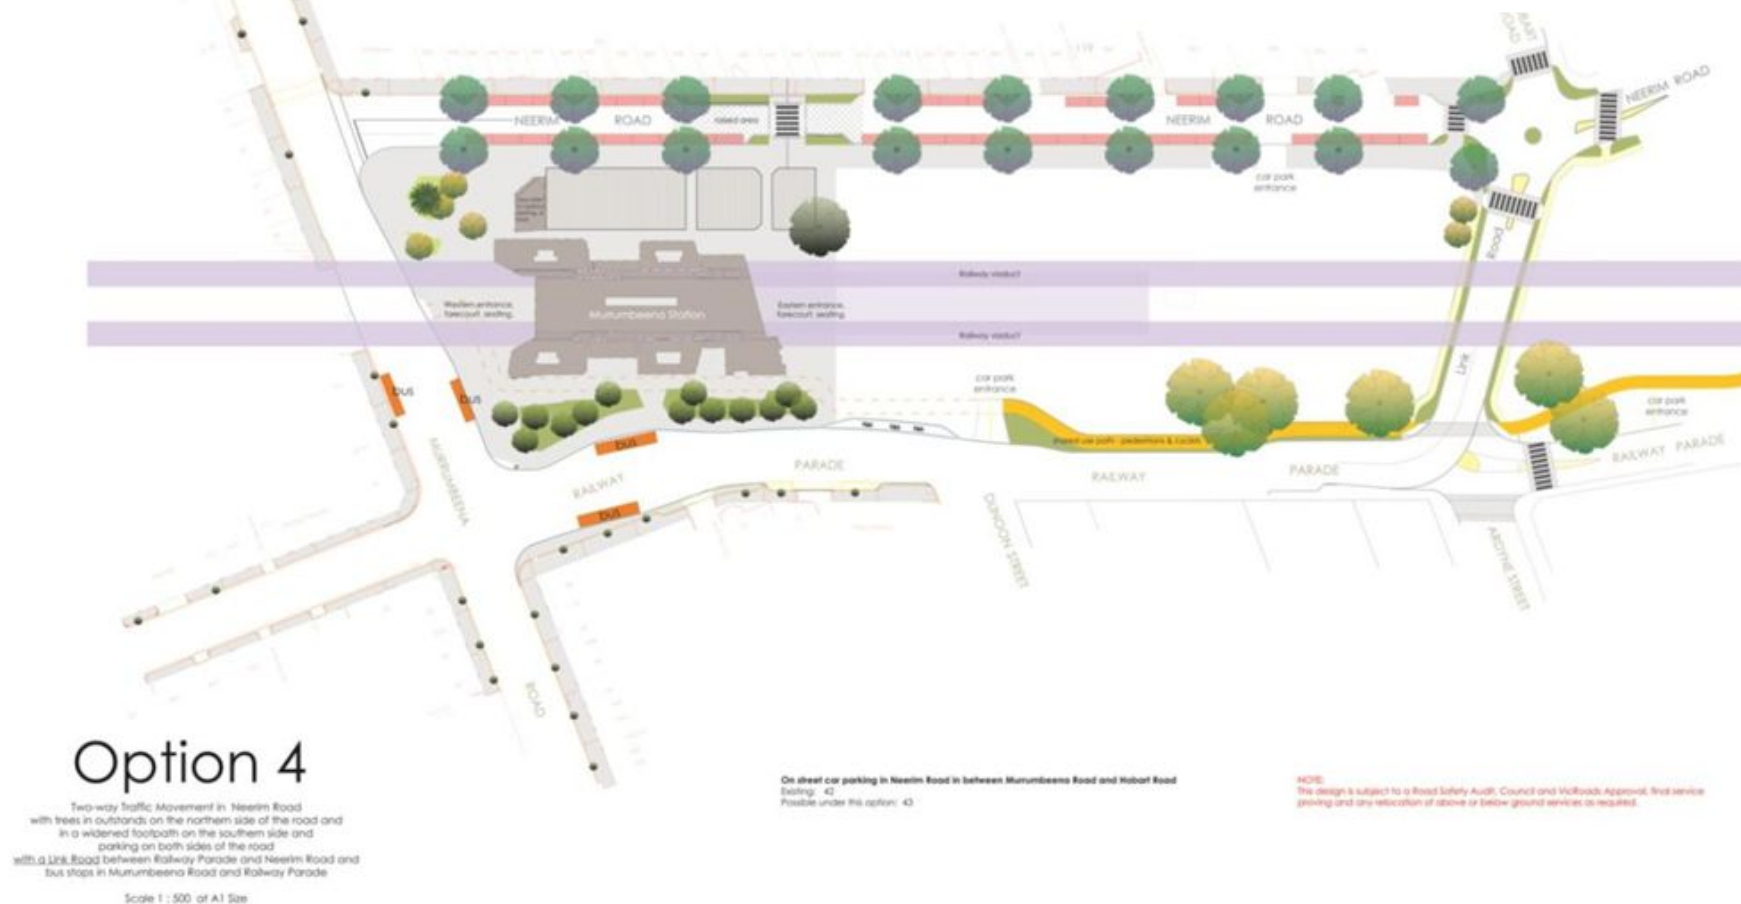 NEERIM ROAD
raised area
NEERIM ROAD
NEERIM ROAD
car park
entrance
Link Road
Railway viaduct
Western entrance,
forecourt, seating.
Murrumbeena Station
Eastern entrance,
forecourt, seating.
Railway viaduct
car park
entrance
car park
entrance
bus
bus
bus
bus
Shared use path - pedestrians & cyclists
MURRUMBEENA
ROAD
RAILWAY
PARADE
RAILWAY
PARADE
RAILWAY PARADE
DUNOON STREET
ARDYNE STREET
Option 4
Two-way Traffic Movement in Neerim Road
with trees in outstands on the northern side of the road and
in a widened footpath on the southern side and
parking on both sides of the road
with a Link Road between Railway Parade and Neerim Road and
bus stops in Murrumbeena Road and Railway Parade
Scale 1 : 500 at A1 Size
On street car parking in Neerim Road in between Murrumbeena Road and Hobart Road
Existing: 42
Possible under this option: 43
NOTE:
This design is subject to a Road Safety Audit, Council and VicRoads Approval, final service
proving and any relocation of above or below ground services as required.